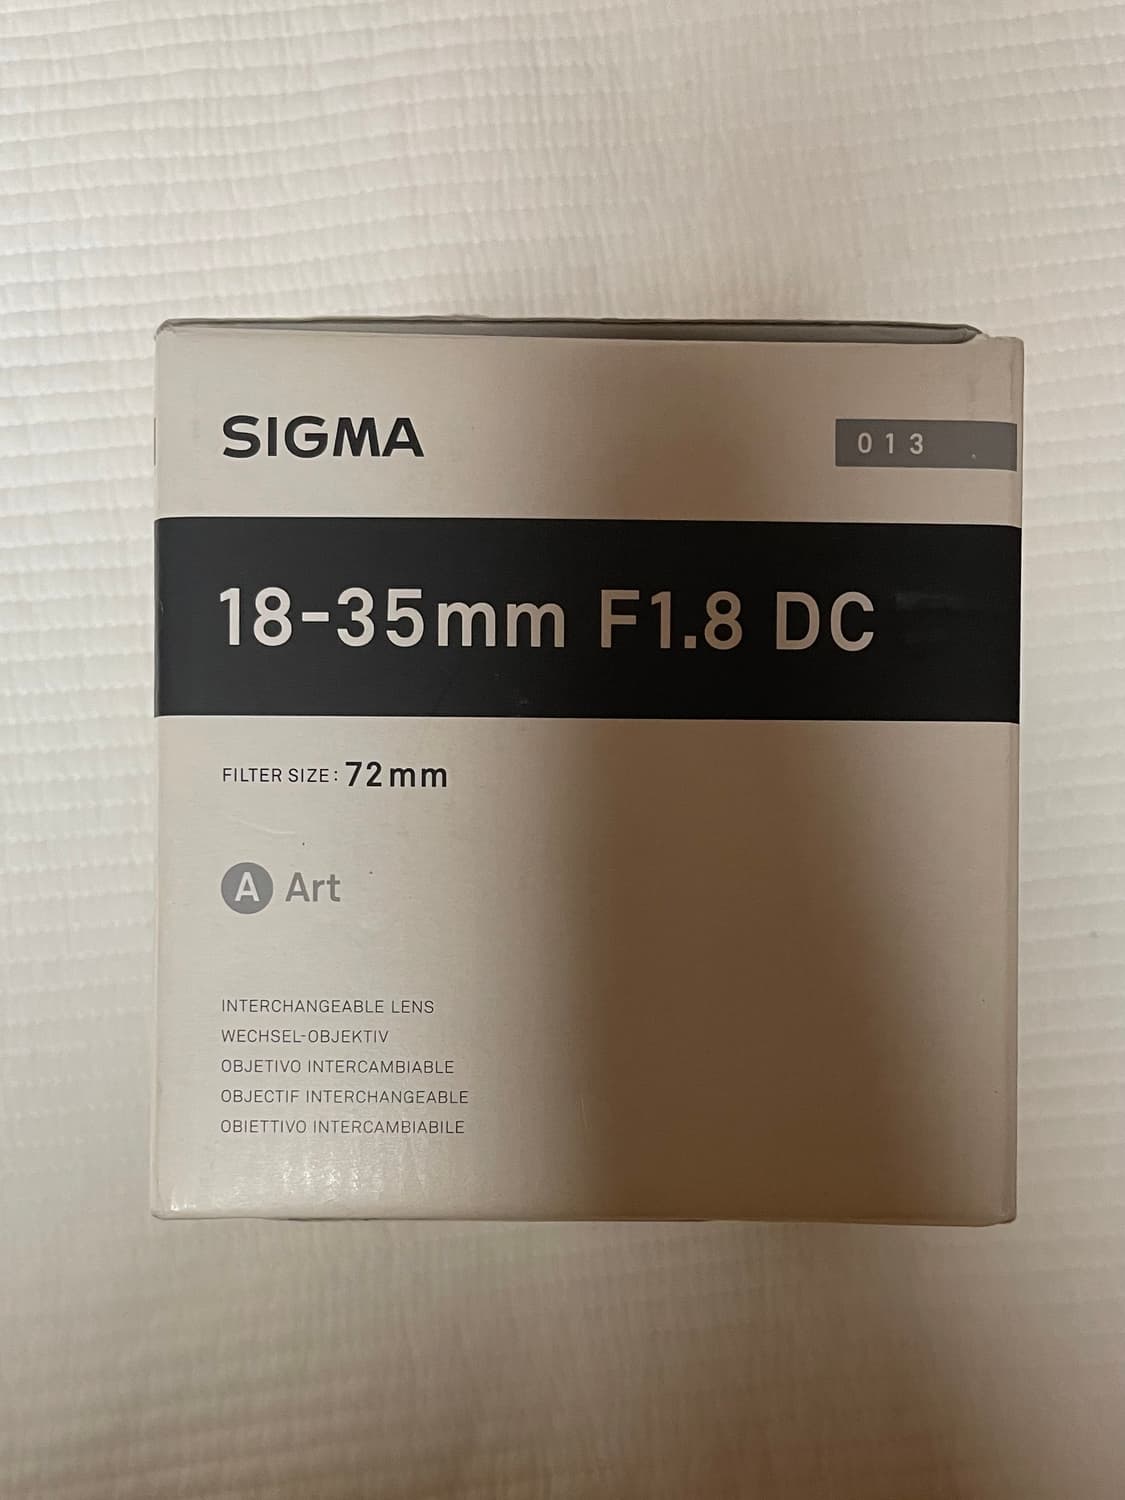 SIGMA
013
18-35mm F1.8 DC
FILTER SIZE: 72mm
A Art
INTERCHANGEABLE LENS
WECHSEL-OBJEKTIV
OBJETIVO INTERCAMBIABLE
OBJECTIF INTERCHANGEABLE
OBIETTIVO INTERCAMBIABILE